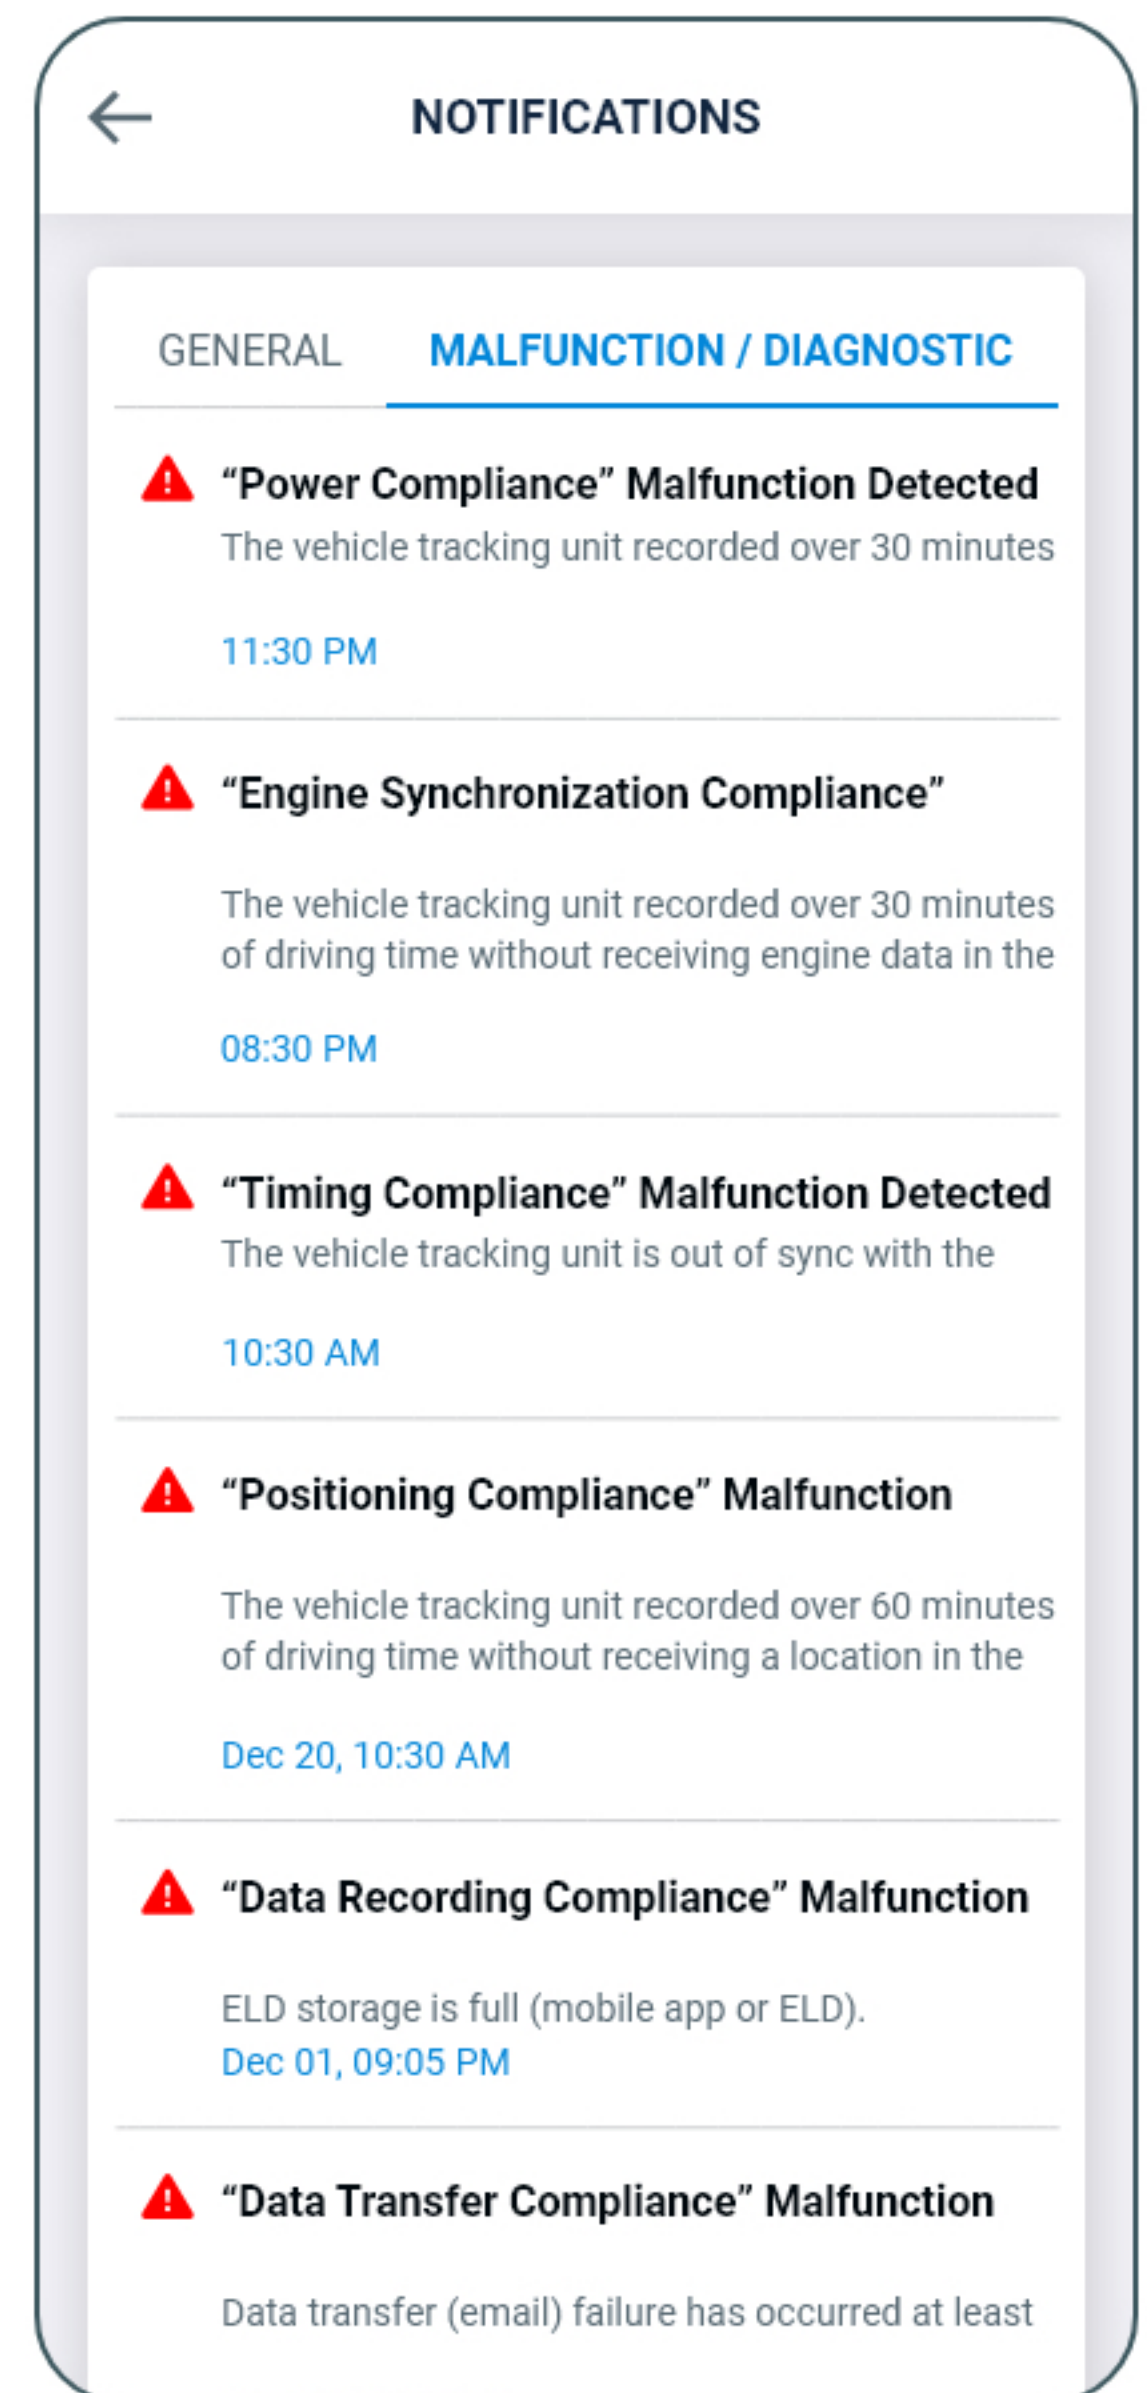 NOTIFICATIONS
GENERAL
MALFUNCTION / DIAGNOSTIC
“Power Compliance” Malfunction Detected
The vehicle tracking unit recorded over 30 minutes
11:30 PM
“Engine Synchronization Compliance”
The vehicle tracking unit recorded over 30 minutes
of driving time without receiving engine data in the
08:30 PM
“Timing Compliance” Malfunction Detected
The vehicle tracking unit is out of sync with the
10:30 AM
“Positioning Compliance” Malfunction
The vehicle tracking unit recorded over 60 minutes
of driving time without receiving a location in the
Dec 20, 10:30 AM
“Data Recording Compliance” Malfunction
ELD storage is full (mobile app or ELD).
Dec 01, 09:05 PM
“Data Transfer Compliance” Malfunction
Data transfer (email) failure has occurred at least